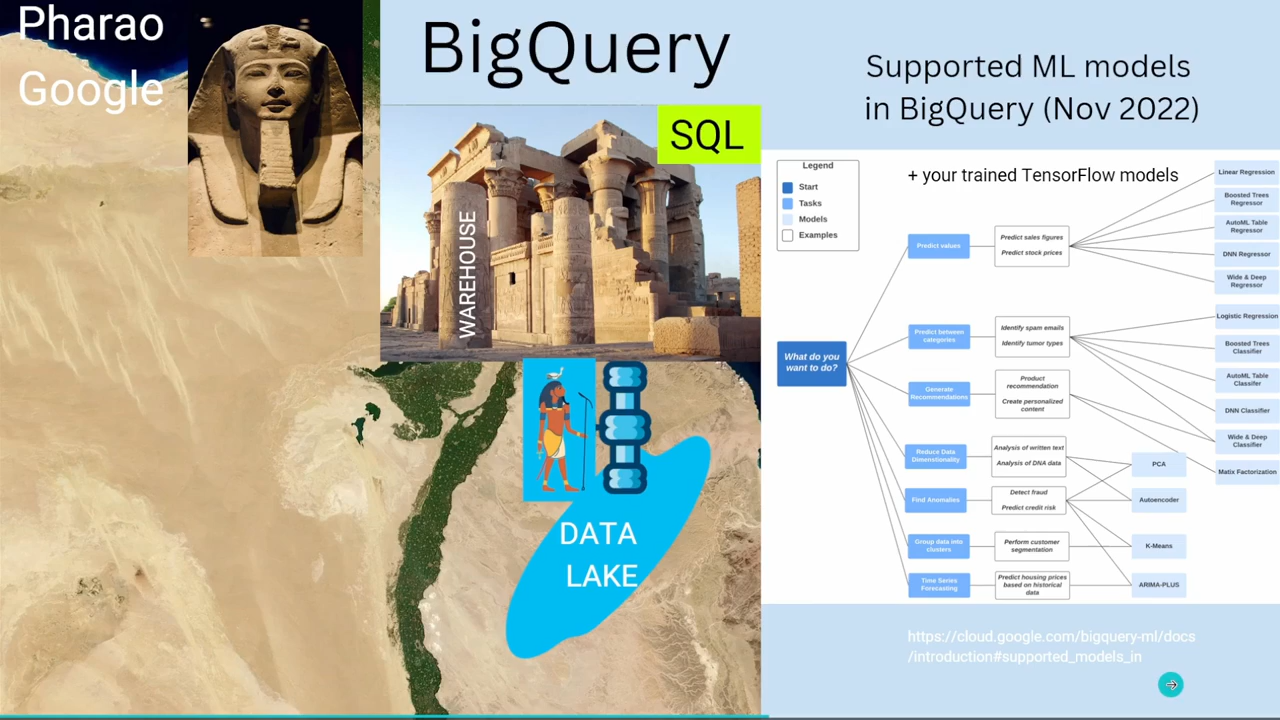 Pharao
Google
BigQuery
SQL
WAREHOUSE
DATA
LAKE
Supported ML models
in BigQuery (Nov 2022)
+ your trained TensorFlow models
Legend
Start
Tasks
Models
Examples
What do you
want to do?
Predict values
Predict sales figures
Predict stock prices
Linear Regression
Boosted Trees
Regressor
AutoML Table
Regressor
DNN Regressor
Wide & Deep
Regressor
Predict between
categories
Identify spam emails
Identify tumor types
Logistic Regression
Boosted Trees
Classifier
AutoML Table
Classifer
DNN Classifier
Wide & Deep
Classifier
Generate
Recommendations
Product
recommendation
Create personalized
content
Matix Factorization
Reduce Data
Dimenstionality
Analysis of written text
Analysis of DNA data
PCA
Autoencoder
Find Anomalies
Detect fraud
Predict credit risk
Group data into
clusters
Perform customer
segmentation
K-Means
Time Series
Forecasting
Predict housing prices
based on historical
data
ARIMA-PLUS
https://cloud.google.com/bigquery-ml/docs
/introduction#supported_models_in